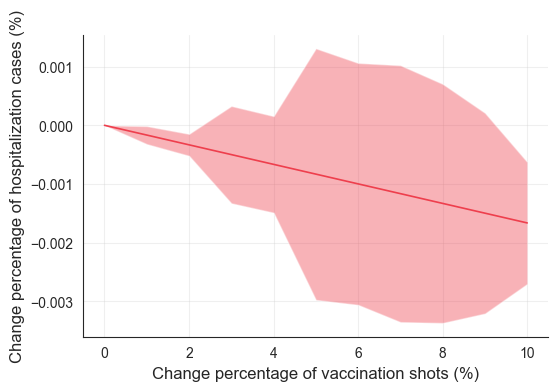 Change percentage of hospitalization cases (%)
0.001
0.000
−0.001
−0.002
−0.003
0 2 4 6 8 10
Change percentage of vaccination shots (%)